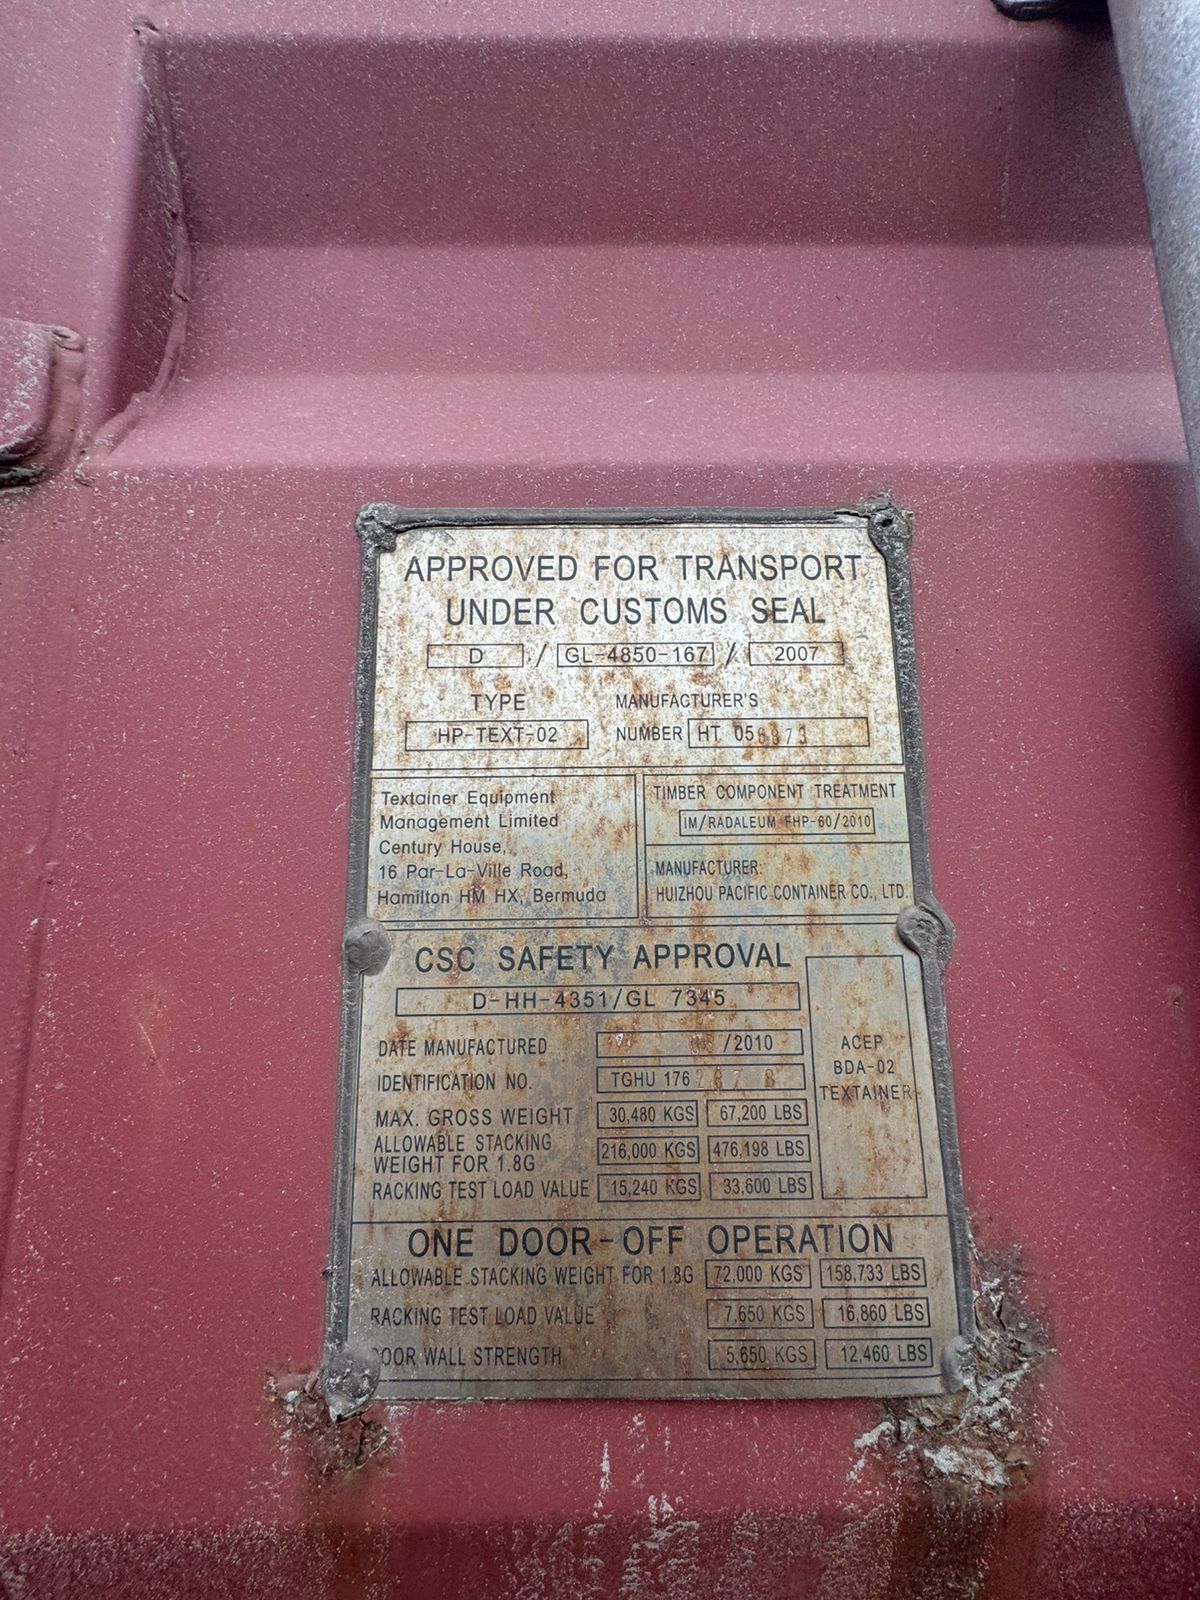 APPROVED FOR TRANSPORT
UNDER CUSTOMS SEAL
D / GL-4850-167 / 2007
TYPE MANUFACTURER'S
HP-TEXT-02 NUMBER HT 05
Textainer Equipment
Management Limited
Century House,
16 Par-La-Ville Road,
Hamilton HM HX, Bermuda
TIMBER COMPONENT TREATMENT
IM/RADALEUM FHP-60/2010
MANUFACTURER:
HUIZHOU PACIFIC CONTAINER CO., LTD.
CSC SAFETY APPROVAL
D-HH-4351/GL 7345
DATE MANUFACTURED /2010
IDENTIFICATION NO. TGHU 176
MAX. GROSS WEIGHT 30,480 KGS 67,200 LBS
ALLOWABLE STACKING
WEIGHT FOR 1.8G 216,000 KGS 476,198 LBS
RACKING TEST LOAD VALUE 15,240 KGS 33,600 LBS
ACEP
BDA-02
TEXTAINER
ONE DOOR-OFF OPERATION
ALLOWABLE STACKING WEIGHT FOR 1.8G 72,000 KGS 158,733 LBS
RACKING TEST LOAD VALUE 7,650 KGS 16,860 LBS
DOOR WALL STRENGTH 5,650 KGS 12,460 LBS